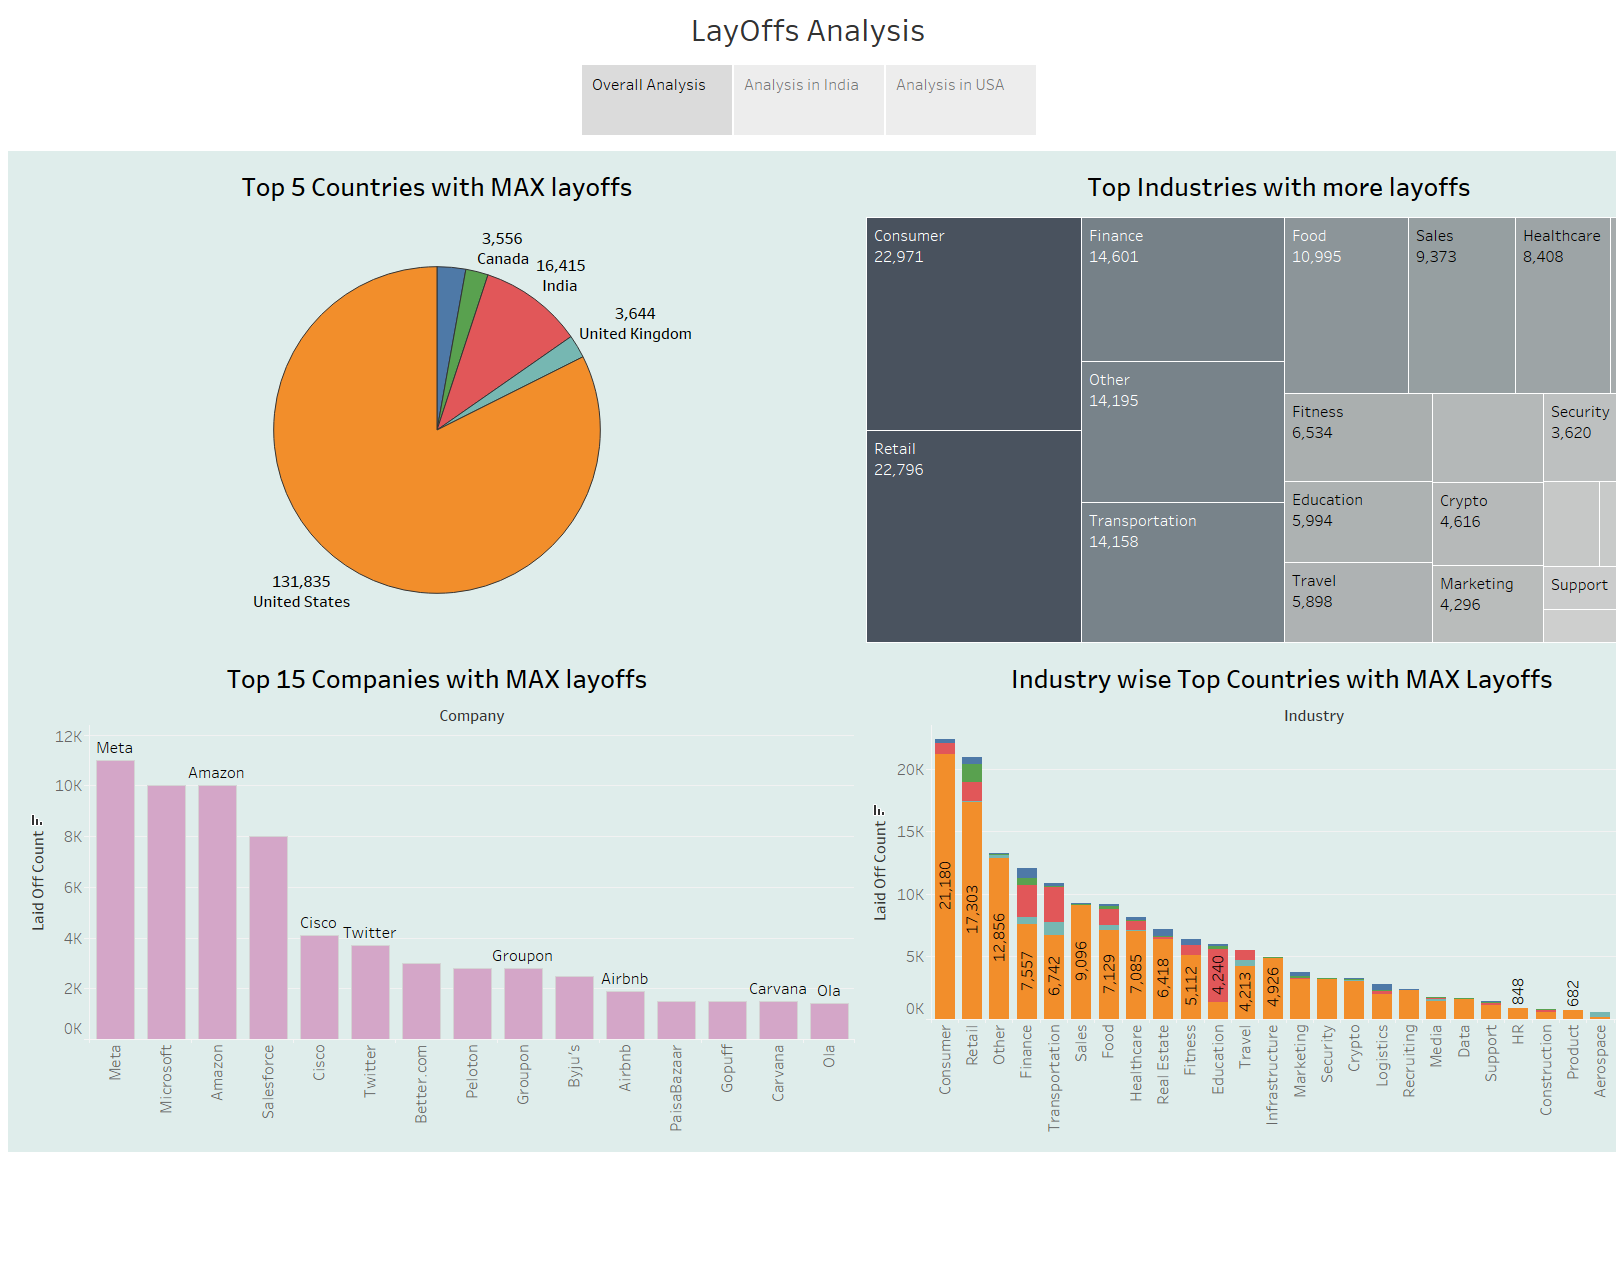 LayOffs Analysis
Overall Analysis
Analysis in India
Analysis in USA
Top 5 Countries with MAX layoffs
3,556
Canada
16,415
India
3,644
United Kingdom
131,835
United States
Top Industries with more layoffs
Consumer
22,971
Retail
22,796
Finance
14,601
Other
14,195
Transportation
14,158
Food
10,995
Sales
9,373
Healthcare
8,408
Fitness
6,534
Education
5,994
Travel
5,898
Crypto
4,616
Marketing
4,296
Security
3,620
Support
Top 15 Companies with MAX layoffs
Company
Laid Off Count
12K
10K
8K
6K
4K
2K
0K
Meta
Amazon
Cisco
Twitter
Groupon
Airbnb
Carvana
Ola
Meta
Microsoft
Amazon
Salesforce
Cisco
Twitter
Better.com
Peloton
Groupon
Byju's
Airbnb
PaisaBazaar
Gopuff
Carvana
Ola
Industry wise Top Countries with MAX Layoffs
Industry
Laid Off Count
20K
15K
10K
5K
0K
21,180
17,303
12,856
7,557
6,742
9,096
7,129
7,085
6,418
5,112
4,240
4,213
4,926
848
682
Consumer
Retail
Other
Finance
Transportation
Sales
Food
Healthcare
Real Estate
Fitness
Education
Travel
Infrastructure
Marketing
Security
Crypto
Logistics
Recruiting
Media
Data
Support
HR
Construction
Product
Aerospace